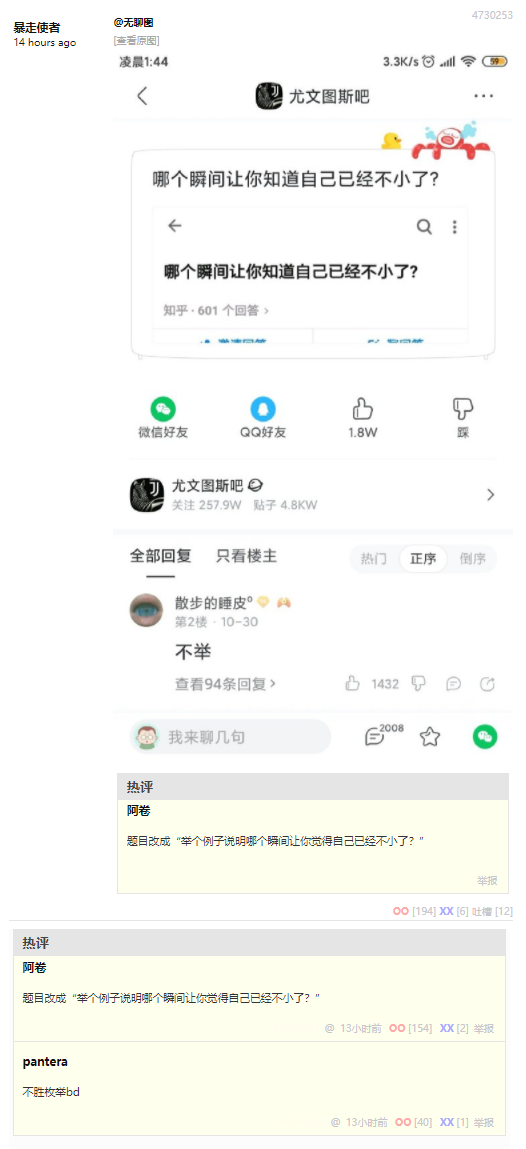 4730253
暴走使者
14 hours ago
@无聊图
[查看原图]
凌晨1:44
3.3K/s
59
尤文图斯吧
哪个瞬间让你知道自己已经不小了?
哪个瞬间让你知道自己已经不小了?
知乎 · 601 个回答 ›
邀请回答
写回答
微信好友
QQ好友
1.8W
踩
尤文图斯吧
关注 257.9W 贴子 4.8KW
全部回复 只看楼主
热门 正序 倒序
散步的睡皮º
第2楼 · 10-30
不举
查看94条回复 ›
1432
我来聊几句
2008
热评
阿卷
题目改成“举个例子说明哪个瞬间让你觉得自己已经不小了?”
举报
OO [194] XX [6] 吐槽 [12]
热评
阿卷
题目改成“举个例子说明哪个瞬间让你觉得自己已经不小了?”
@ 13小时前 OO [154] XX [2] 举报
pantera
不胜枚举bd
@ 13小时前 OO [40] XX [1] 举报